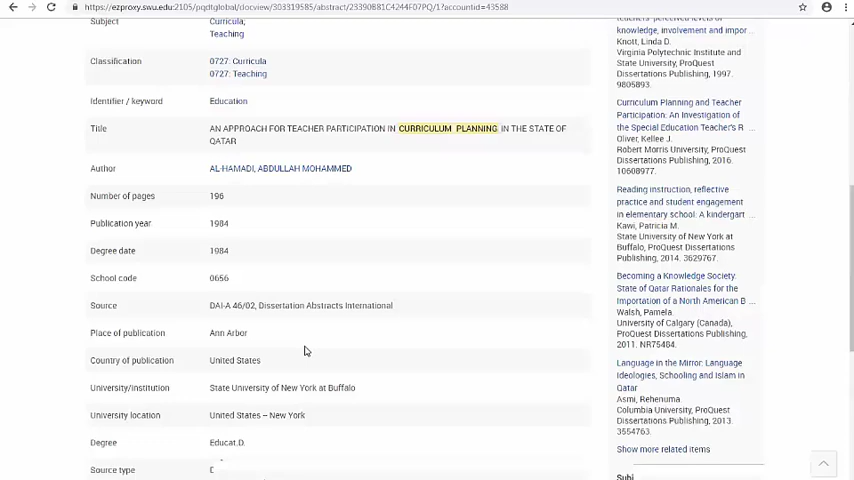 https://ezproxy.swu.edu:2105/pqdtglobal/docview/303319585/abstract/23390B81C4244F07PQ/1?accountid=43588
Subject
Curricula;
Teaching
Classification
0727: Curricula
0727: Teaching
Identifier / keyword
Education
Title
AN APPROACH FOR TEACHER PARTICIPATION IN CURRICULUM PLANNING IN THE STATE OF
QATAR
Author
AL-HAMADI, ABDULLAH MOHAMMED
Number of pages
196
Publication year
1984
Degree date
1984
School code
0656
Source
DAI-A 46/02, Dissertation Abstracts International
Place of publication
Ann Arbor
Country of publication
United States
University/institution
State University of New York at Buffalo
University location
United States -- New York
Degree
Educat.D.
Source type
teachers' perceived levels of
knowledge, involvement and impor ...
Knott, Linda D.
Virginia Polytechnic Institute and
State University, ProQuest
Dissertations Publishing, 1997.
9805893.
Curriculum Planning and Teacher
Participation: An Investigation of
the Special Education Teacher's R ...
Oliver, Kellee J.
Robert Morris University, ProQuest
Dissertations Publishing, 2016.
10608977.
Reading instruction, reflective
practice and student engagement
in elementary school: A kindergart ...
Kawi, Patricia M.
State University of New York at
Buffalo, ProQuest Dissertations
Publishing, 2014. 3629767.
Becoming a Knowledge Society:
State of Qatar Rationales for the
Importation of a North American B ...
Walsh, Pamela.
University of Calgary (Canada),
ProQuest Dissertations Publishing,
2011. NR75484.
Language in the Mirror: Language
Ideologies, Schooling and Islam in
Qatar
Asmi, Rehenuma.
Columbia University, ProQuest
Dissertations Publishing, 2013.
3554763.
Show more related items